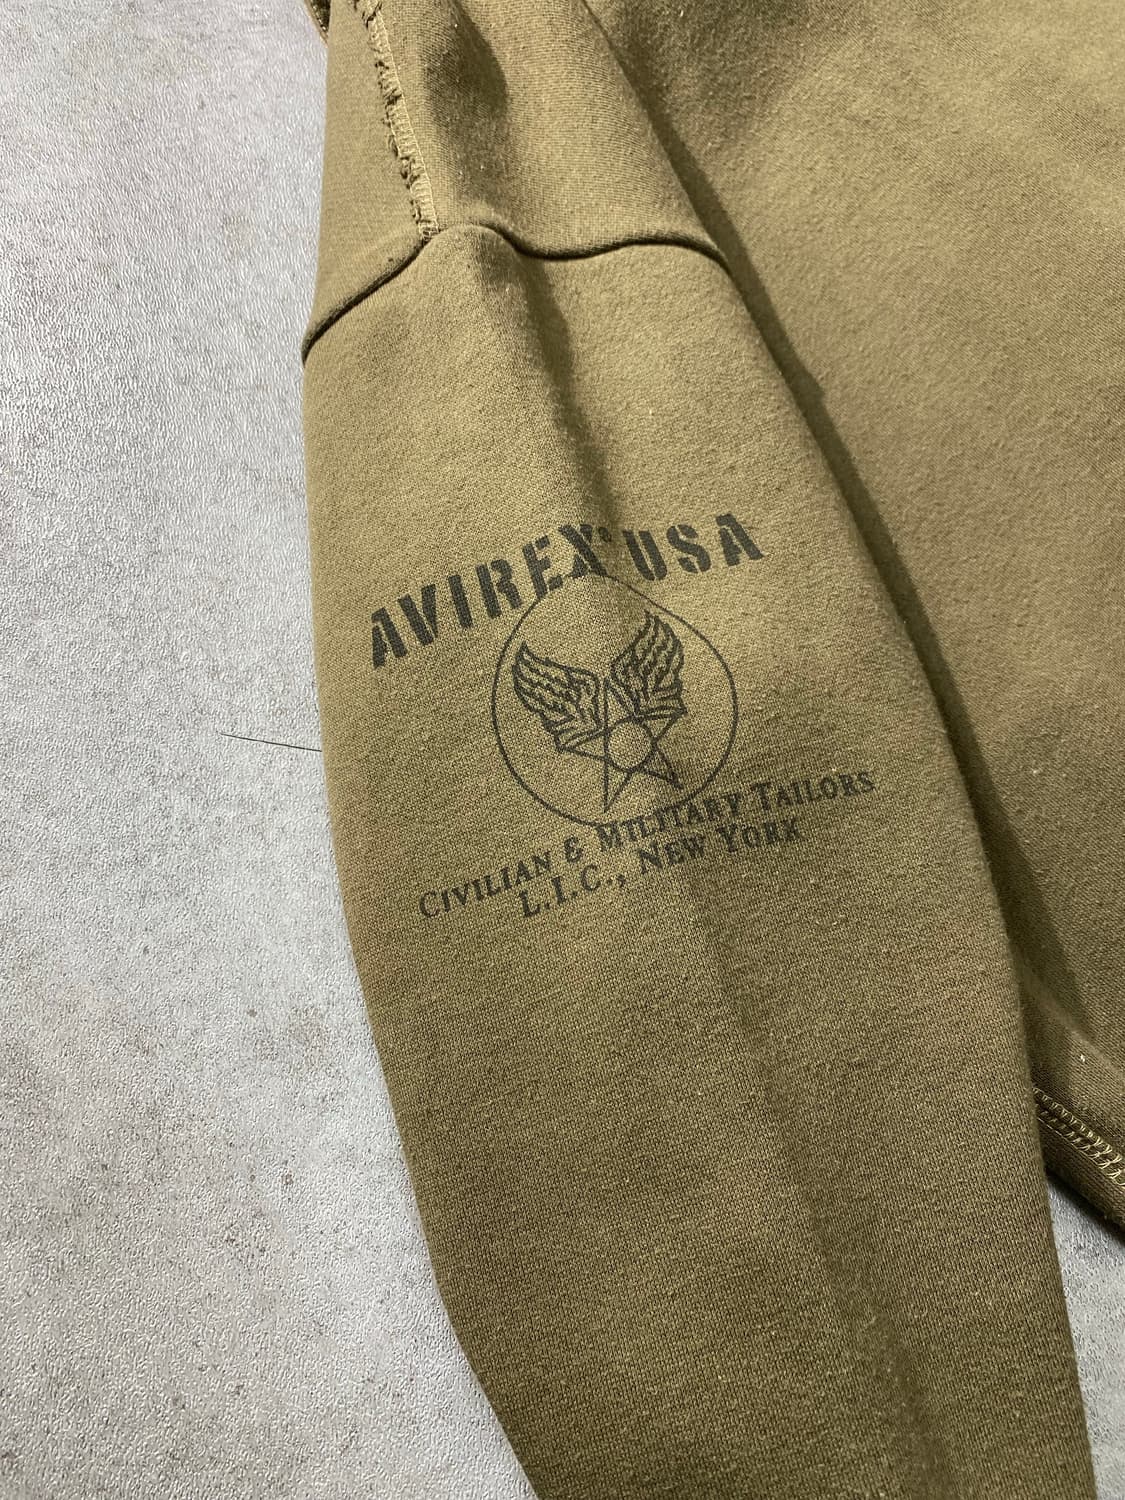 AVIREX® USA
CIVILIAN & MILITARY TAILORS
L.I.C., NEW YORK